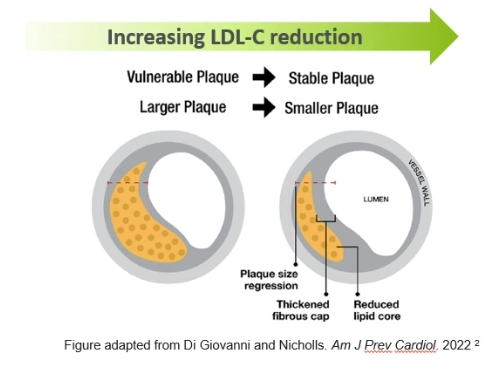 Increasing LDL-C reduction
Vulnerable Plaque → Stable Plaque
Larger Plaque → Smaller Plaque
LUMEN
VESSEL WALL
Plaque size
regression
Thickened
fibrous cap
Reduced
lipid core
Figure adapted from Di Giovanni and Nicholls. Am J Prev Cardiol. 2022 ²